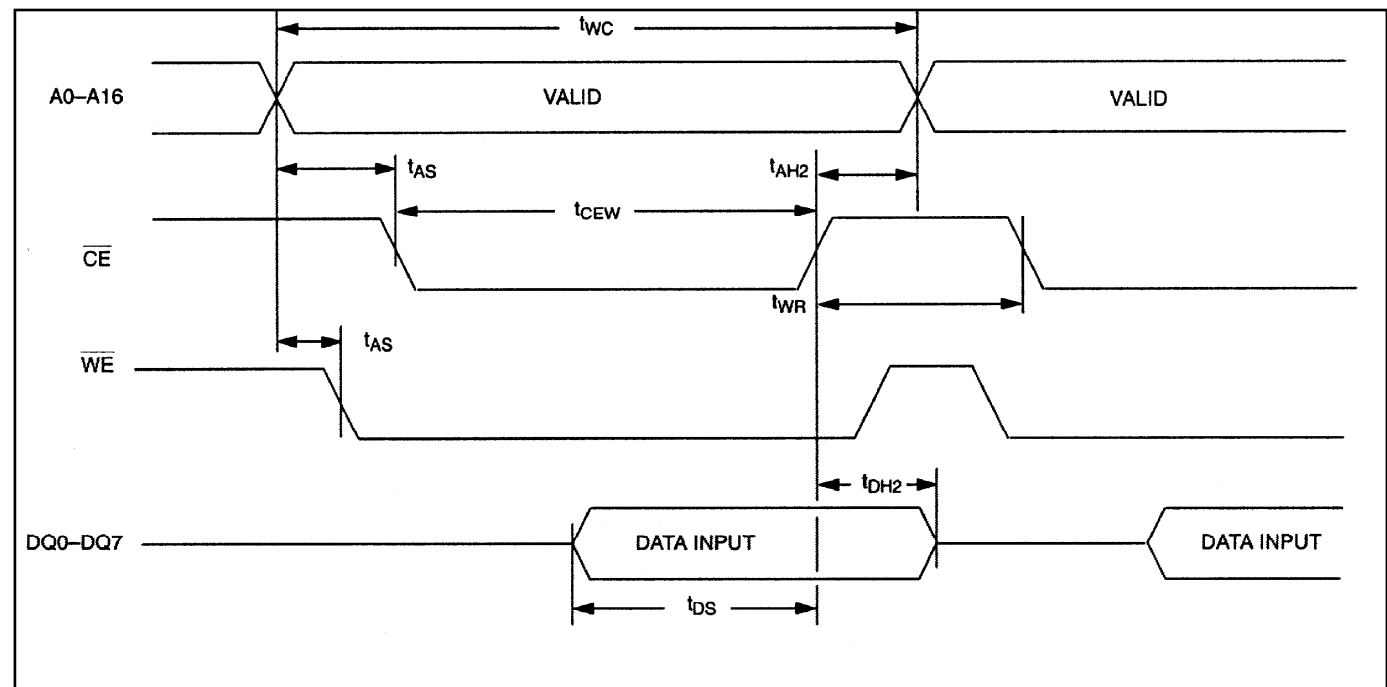 tWC
A0–A16
VALID
VALID
tAS
tAH2
tCEW
CE
tWR
tAS
WE
tDH2
DQ0–DQ7
DATA INPUT
DATA INPUT
tDS